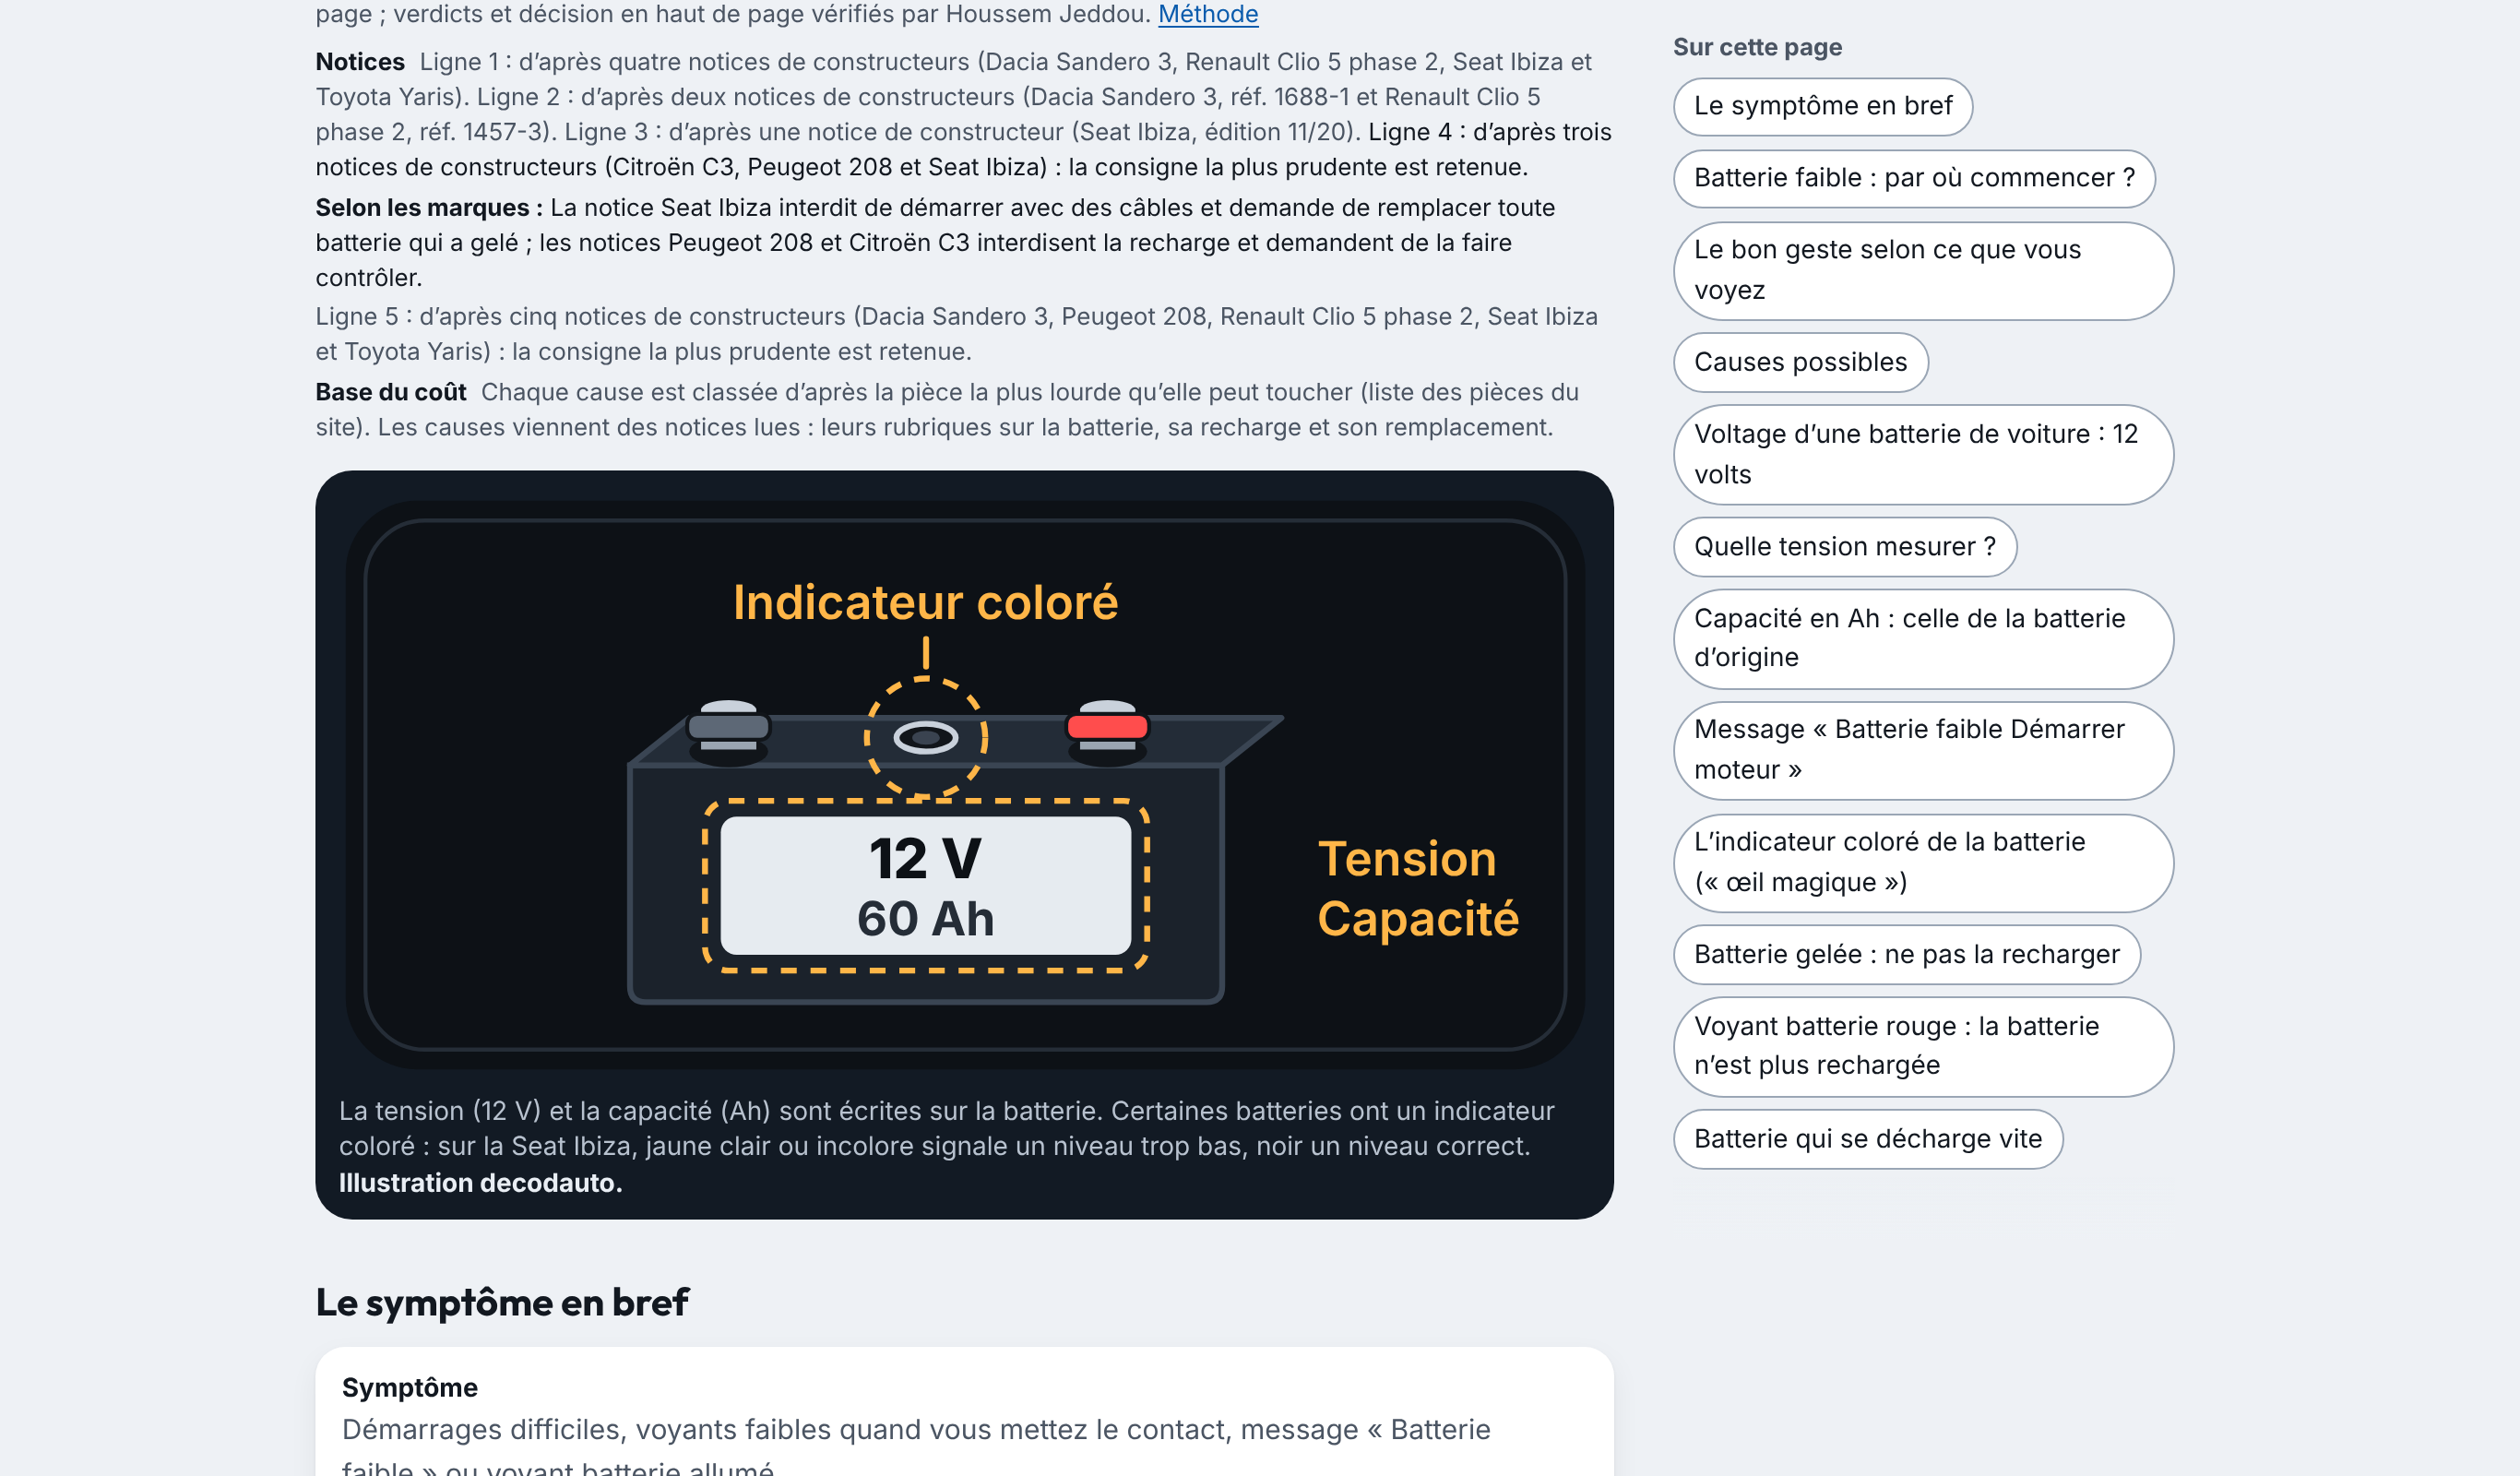 page ; verdicts et décision en haut de page vérifiés par Houssem Jeddou. Méthode
Notices Ligne 1 : d’après quatre notices de constructeurs (Dacia Sandero 3, Renault Clio 5 phase 2, Seat Ibiza et
Toyota Yaris). Ligne 2 : d’après deux notices de constructeurs (Dacia Sandero 3, réf. 1688-1 et Renault Clio 5
phase 2, réf. 1457-3). Ligne 3 : d’après une notice de constructeur (Seat Ibiza, édition 11/20). Ligne 4 : d’après trois
notices de constructeurs (Citroën C3, Peugeot 208 et Seat Ibiza) : la consigne la plus prudente est retenue.
Selon les marques : La notice Seat Ibiza interdit de démarrer avec des câbles et demande de remplacer toute
batterie qui a gelé ; les notices Peugeot 208 et Citroën C3 interdisent la recharge et demandent de la faire
contrôler.
Ligne 5 : d’après cinq notices de constructeurs (Dacia Sandero 3, Peugeot 208, Renault Clio 5 phase 2, Seat Ibiza
et Toyota Yaris) : la consigne la plus prudente est retenue.
Base du coût Chaque cause est classée d’après la pièce la plus lourde qu’elle peut toucher (liste des pièces du
site). Les causes viennent des notices lues : leurs rubriques sur la batterie, sa recharge et son remplacement.
Indicateur coloré
12 V
60 Ah
Tension
Capacité
La tension (12 V) et la capacité (Ah) sont écrites sur la batterie. Certaines batteries ont un indicateur
coloré : sur la Seat Ibiza, jaune clair ou incolore signale un niveau trop bas, noir un niveau correct.
Illustration decodauto.
Le symptôme en bref
Symptôme
Démarrages difficiles, voyants faibles quand vous mettez le contact, message « Batterie
faible » ou voyant batterie allumé
Sur cette page
Le symptôme en bref
Batterie faible : par où commencer ?
Le bon geste selon ce que vous
voyez
Causes possibles
Voltage d’une batterie de voiture : 12
volts
Quelle tension mesurer ?
Capacité en Ah : celle de la batterie
d’origine
Message « Batterie faible Démarrer
moteur »
L’indicateur coloré de la batterie
(« œil magique »)
Batterie gelée : ne pas la recharger
Voyant batterie rouge : la batterie
n’est plus rechargée
Batterie qui se décharge vite